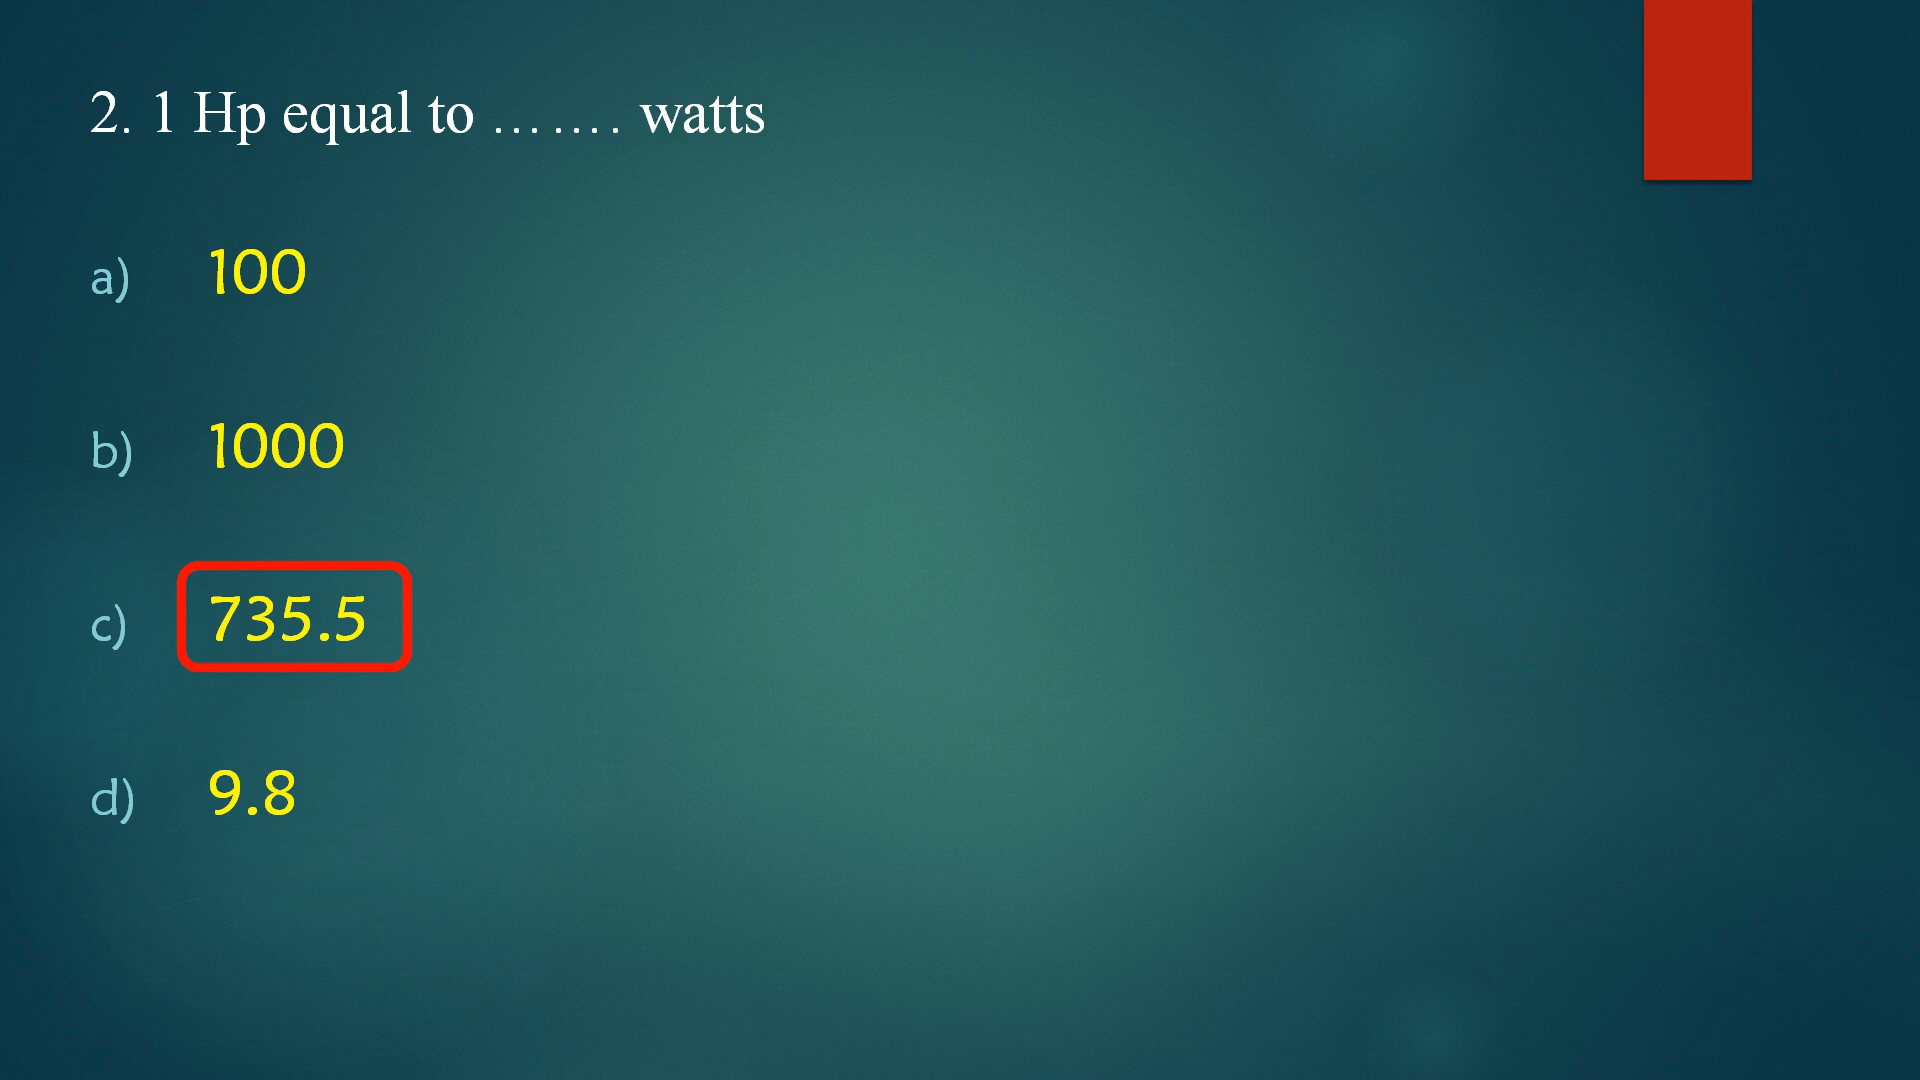 2. 1 Hp equal to ……. watts
a) 100
b) 1000
c) 735.5
d) 9.8